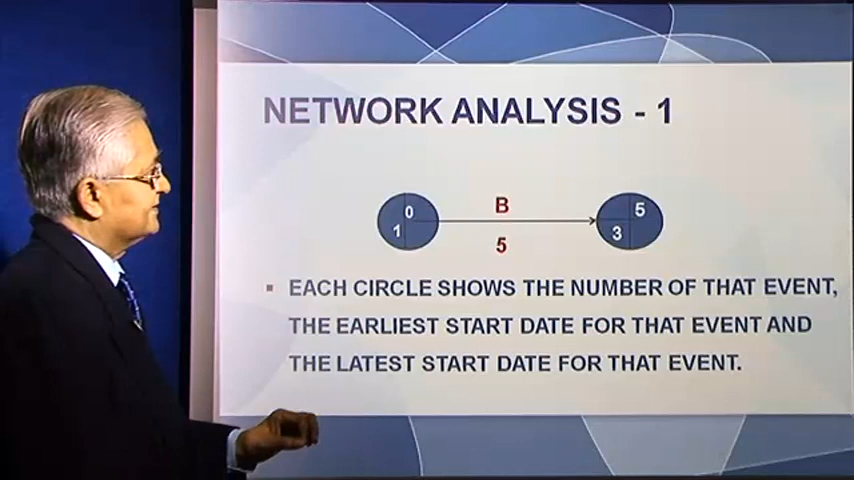 NETWORK ANALYSIS - 1
0
1
B
5
5
3
▪ EACH CIRCLE SHOWS THE NUMBER OF THAT EVENT,
THE EARLIEST START DATE FOR THAT EVENT AND
THE LATEST START DATE FOR THAT EVENT.